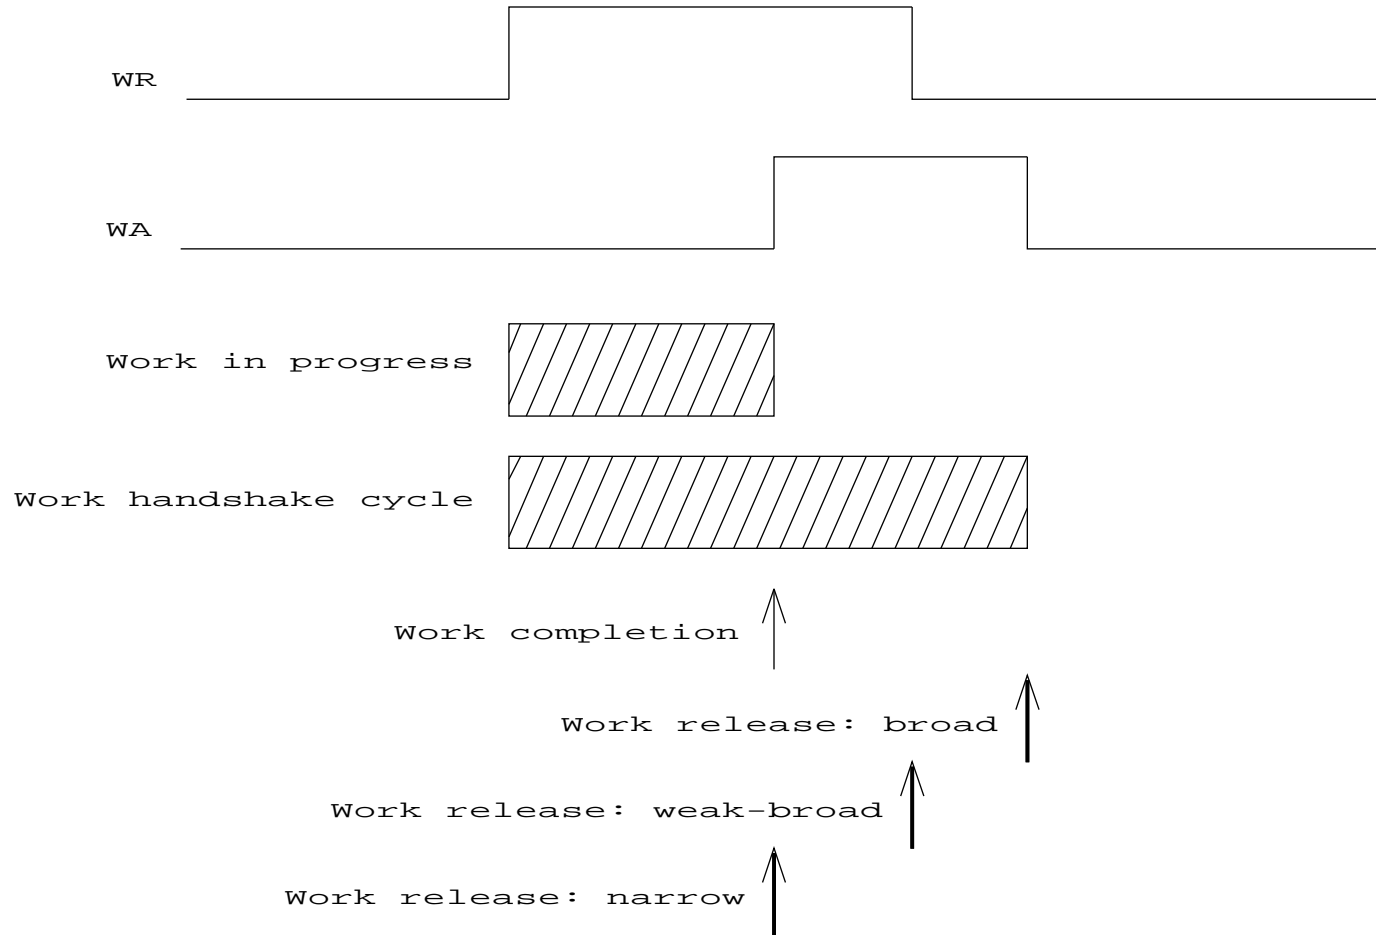 WR
WA
Work in progress
Work handshake cycle
Work completion
Work release: broad
Work release: weak-broad
Work release: narrow